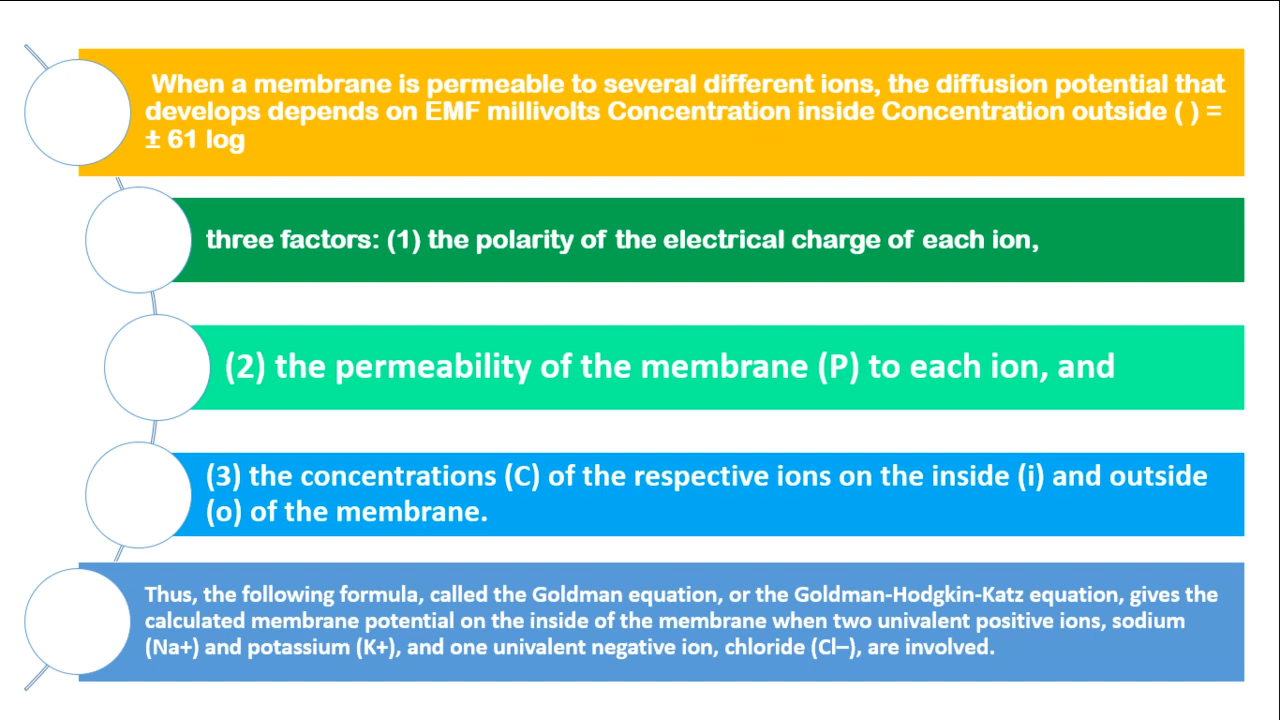 When a membrane is permeable to several different ions, the diffusion potential that
develops depends on EMF millivolts Concentration inside Concentration outside ( ) =
± 61 log
three factors: (1) the polarity of the electrical charge of each ion,
(2) the permeability of the membrane (P) to each ion, and
(3) the concentrations (C) of the respective ions on the inside (i) and outside
(o) of the membrane.
Thus, the following formula, called the Goldman equation, or the Goldman-Hodgkin-Katz equation, gives the
calculated membrane potential on the inside of the membrane when two univalent positive ions, sodium
(Na+) and potassium (K+), and one univalent negative ion, chloride (Cl–), are involved.